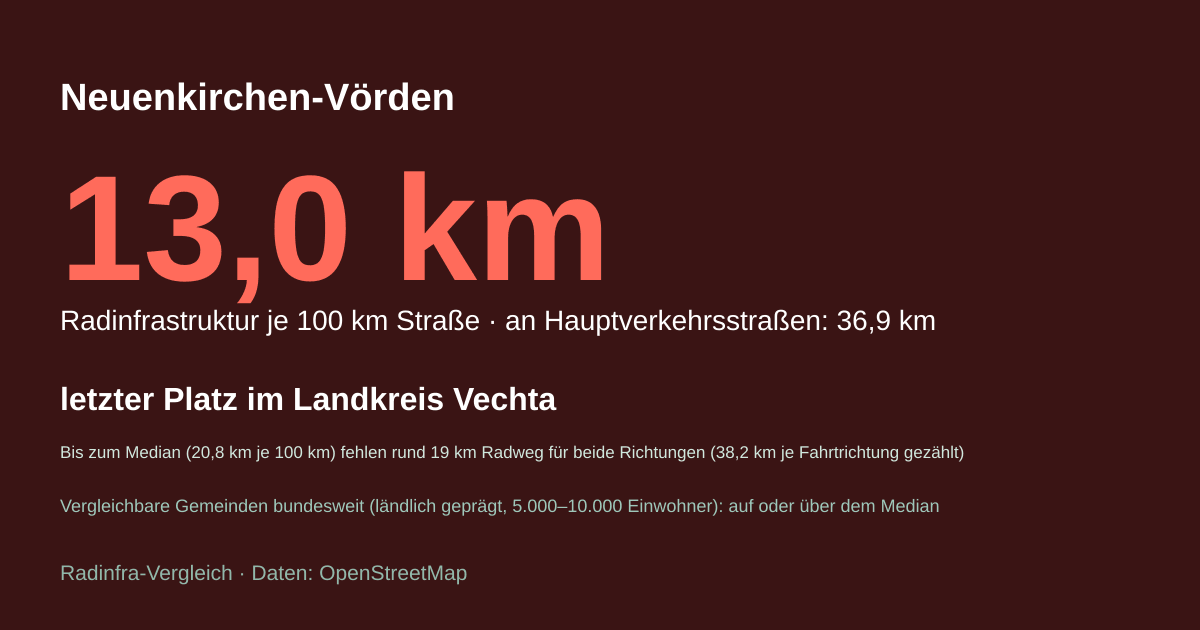 Neuenkirchen-Vörden
13,0 km
Radinfrastruktur je 100 km Straße · an Hauptverkehrsstraßen: 36,9 km
letzter Platz im Landkreis Vechta
Bis zum Median (20,8 km je 100 km) fehlen rund 19 km Radweg für beide Richtungen (38,2 km je Fahrtrichtung gezählt)
Vergleichbare Gemeinden bundesweit (ländlich geprägt, 5.000–10.000 Einwohner): auf oder über dem Median
Radinfra-Vergleich · Daten: OpenStreetMap